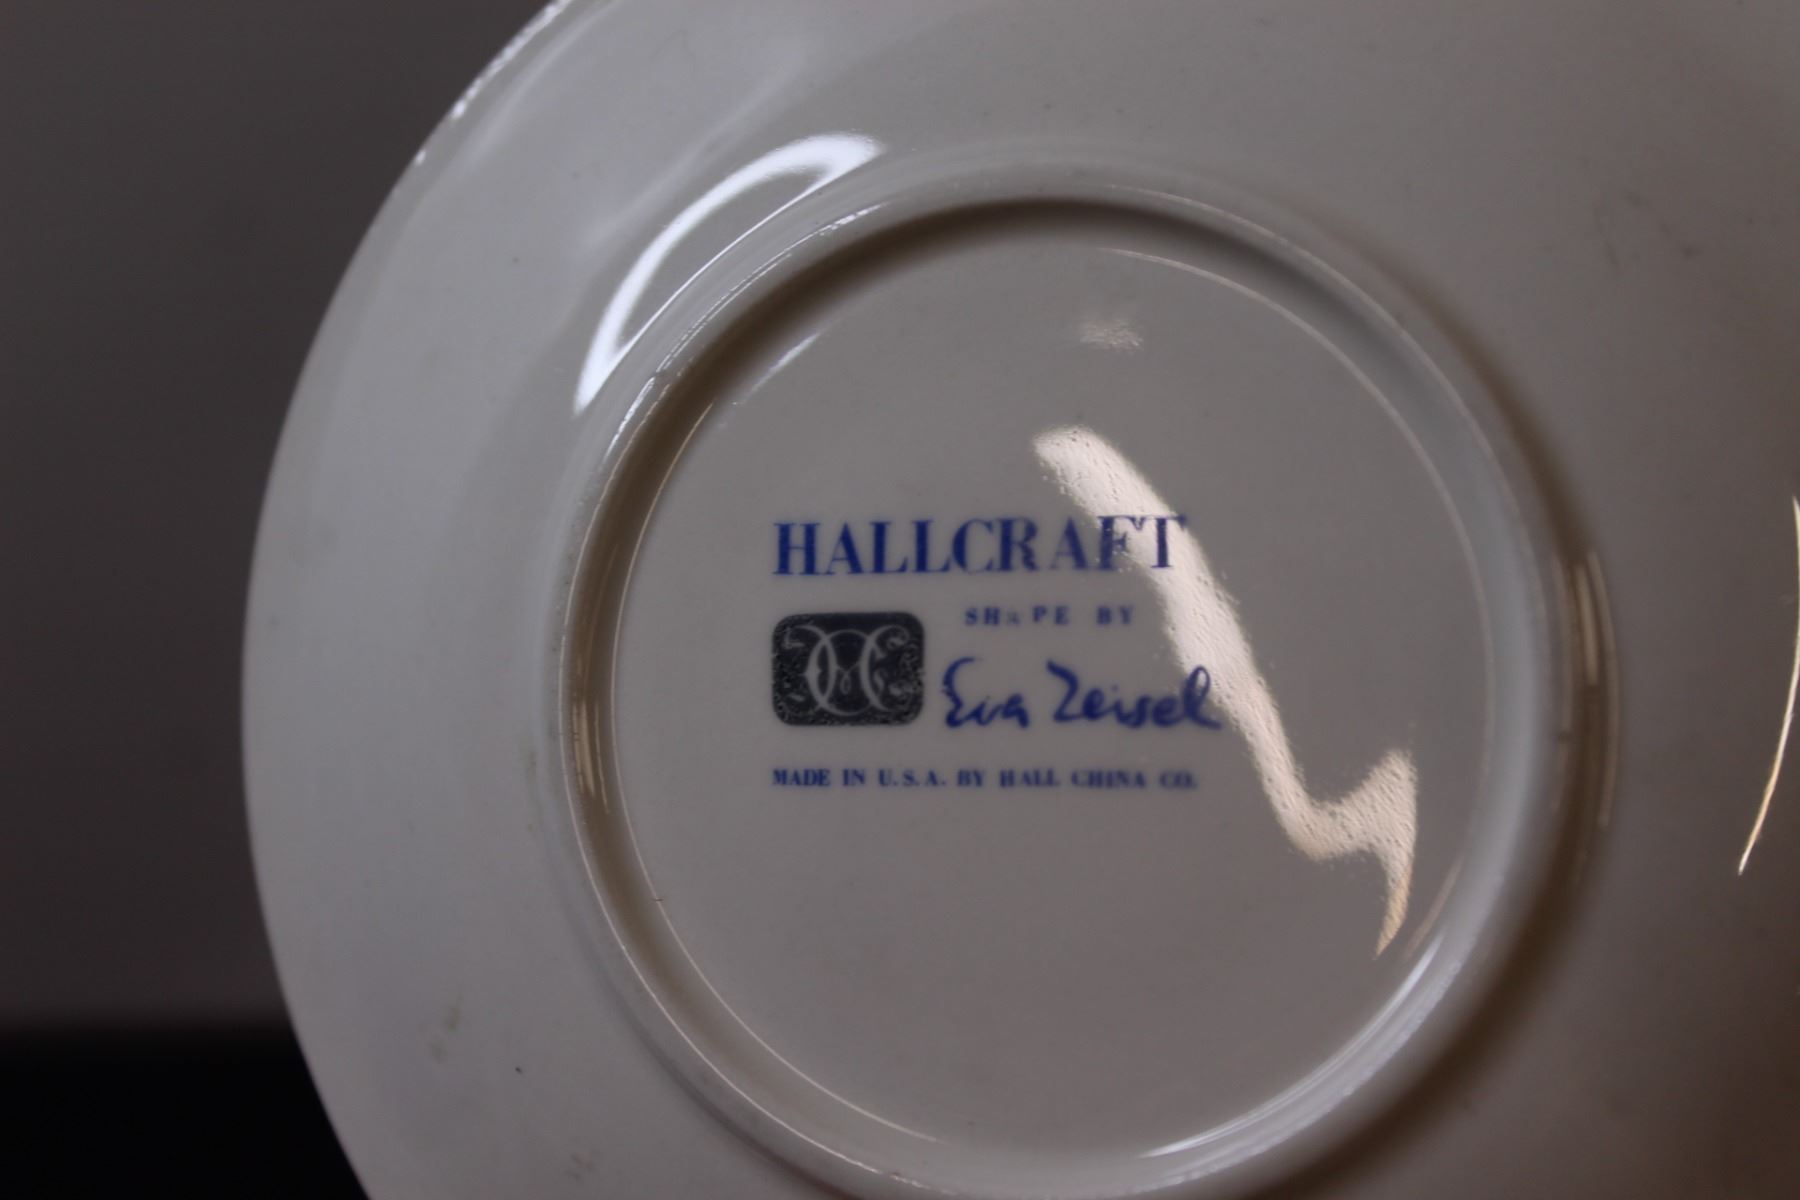 HALLCRAFT
SHAPE BY
Eva Zeisel
MADE IN U.S.A. BY HALL CHINA CO.